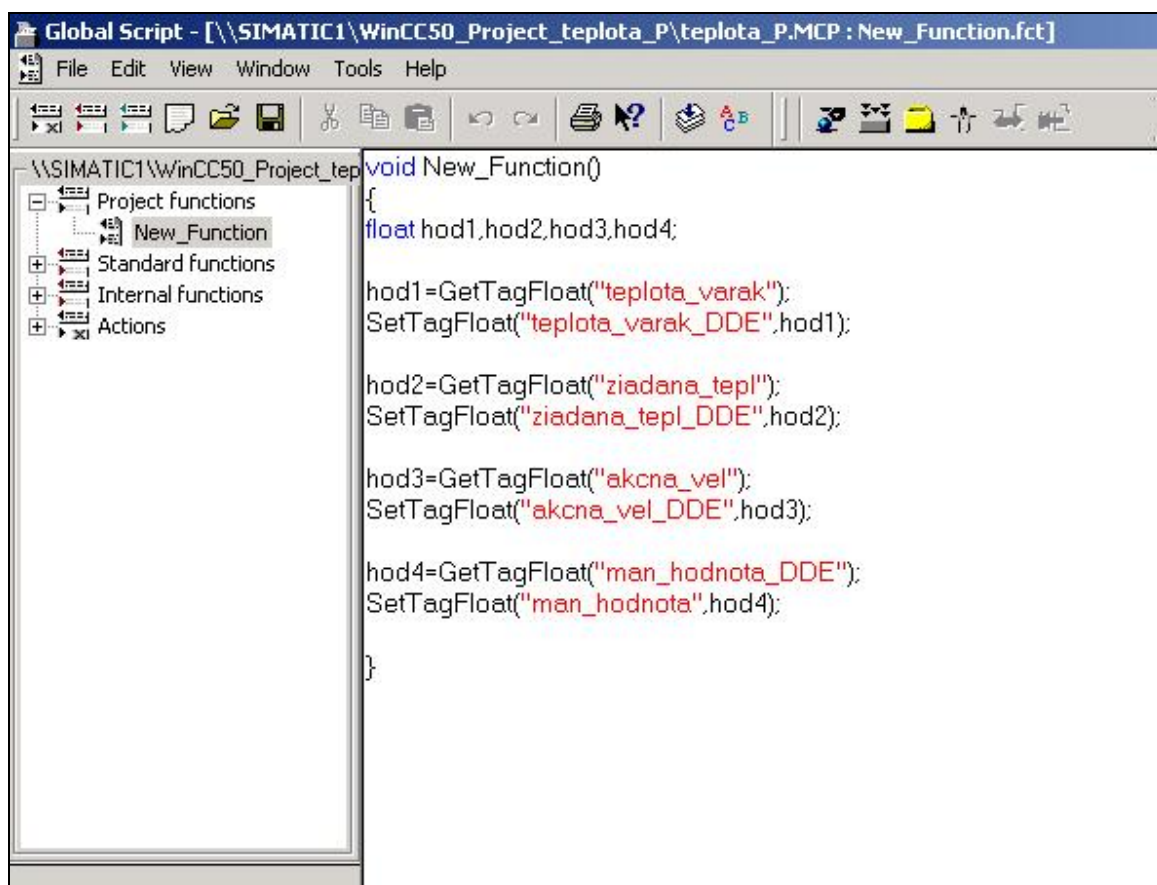 Global Script - [\\SIMATIC1\WinCC50_Project_teplota_P\teplota_P.MCP : New_Function.fct]
File Edit View Window Tools Help
\\SIMATIC1\WinCC50_Project_tep
Project functions
New_Function
Standard functions
Internal functions
Actions
void New_Function()
{
float hod1,hod2,hod3,hod4;
hod1=GetTagFloat("teplota_varak");
SetTagFloat("teplota_varak_DDE",hod1);
hod2=GetTagFloat("ziadana_tepl");
SetTagFloat("ziadana_tepl_DDE",hod2);
hod3=GetTagFloat("akcna_vel");
SetTagFloat("akcna_vel_DDE",hod3);
hod4=GetTagFloat("man_hodnota_DDE");
SetTagFloat("man_hodnota",hod4);
}